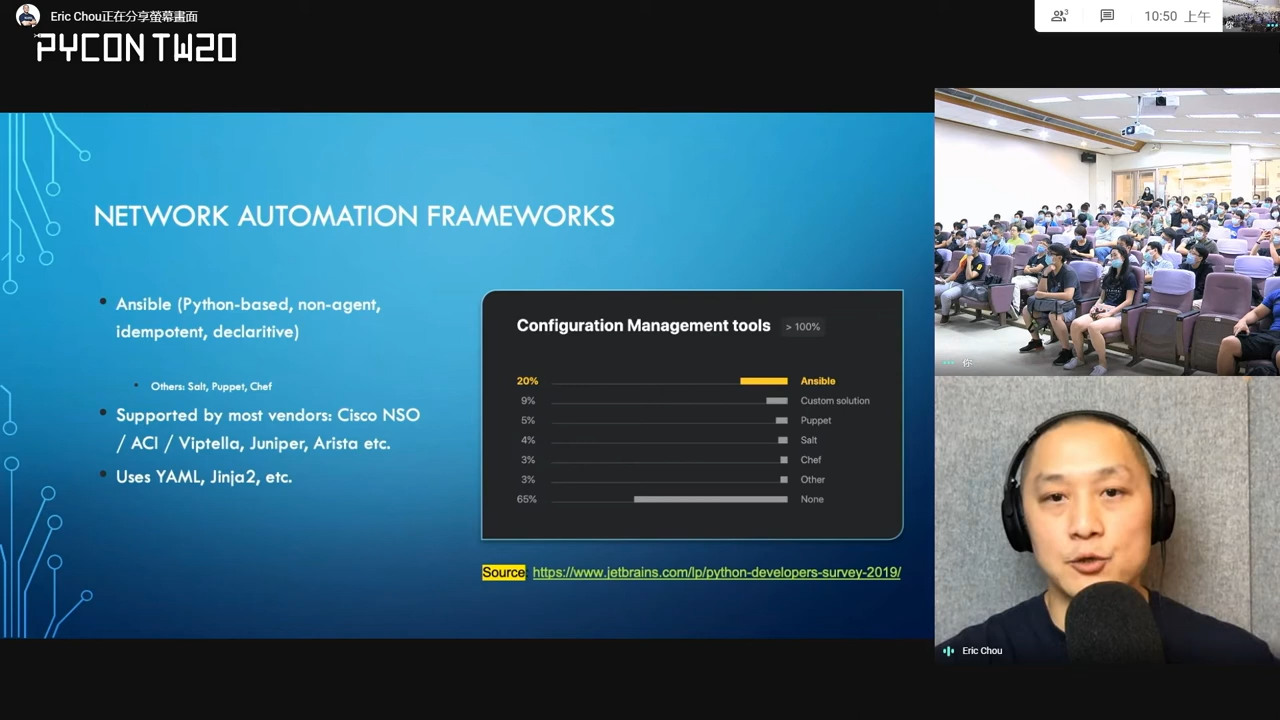 Eric Chou正在分享螢幕畫面
3
10:50 上午
你
PYCON TW20
NETWORK AUTOMATION FRAMEWORKS
• Ansible (Python-based, non-agent,
idempotent, declaritive)
• Others: Salt, Puppet, Chef
• Supported by most vendors: Cisco NSO
/ ACI / Viptella, Juniper, Arista etc.
• Uses YAML, Jinja2, etc.
Configuration Management tools > 100%
20% Ansible
9% Custom solution
5% Puppet
4% Salt
3% Chef
3% Other
65% None
Source: https://www.jetbrains.com/lp/python-developers-survey-2019/
你
Eric Chou